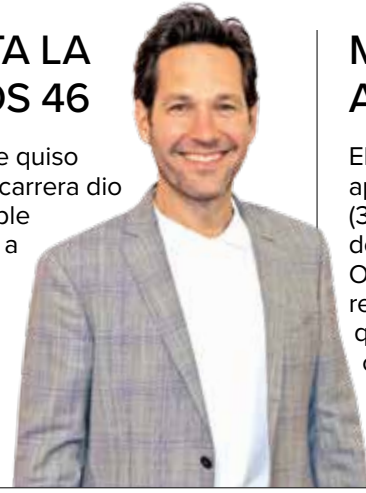 TA LA
OS 46
e quiso
carrera dio
ble
a
M
A
El
ap
(3
de
O
re
q